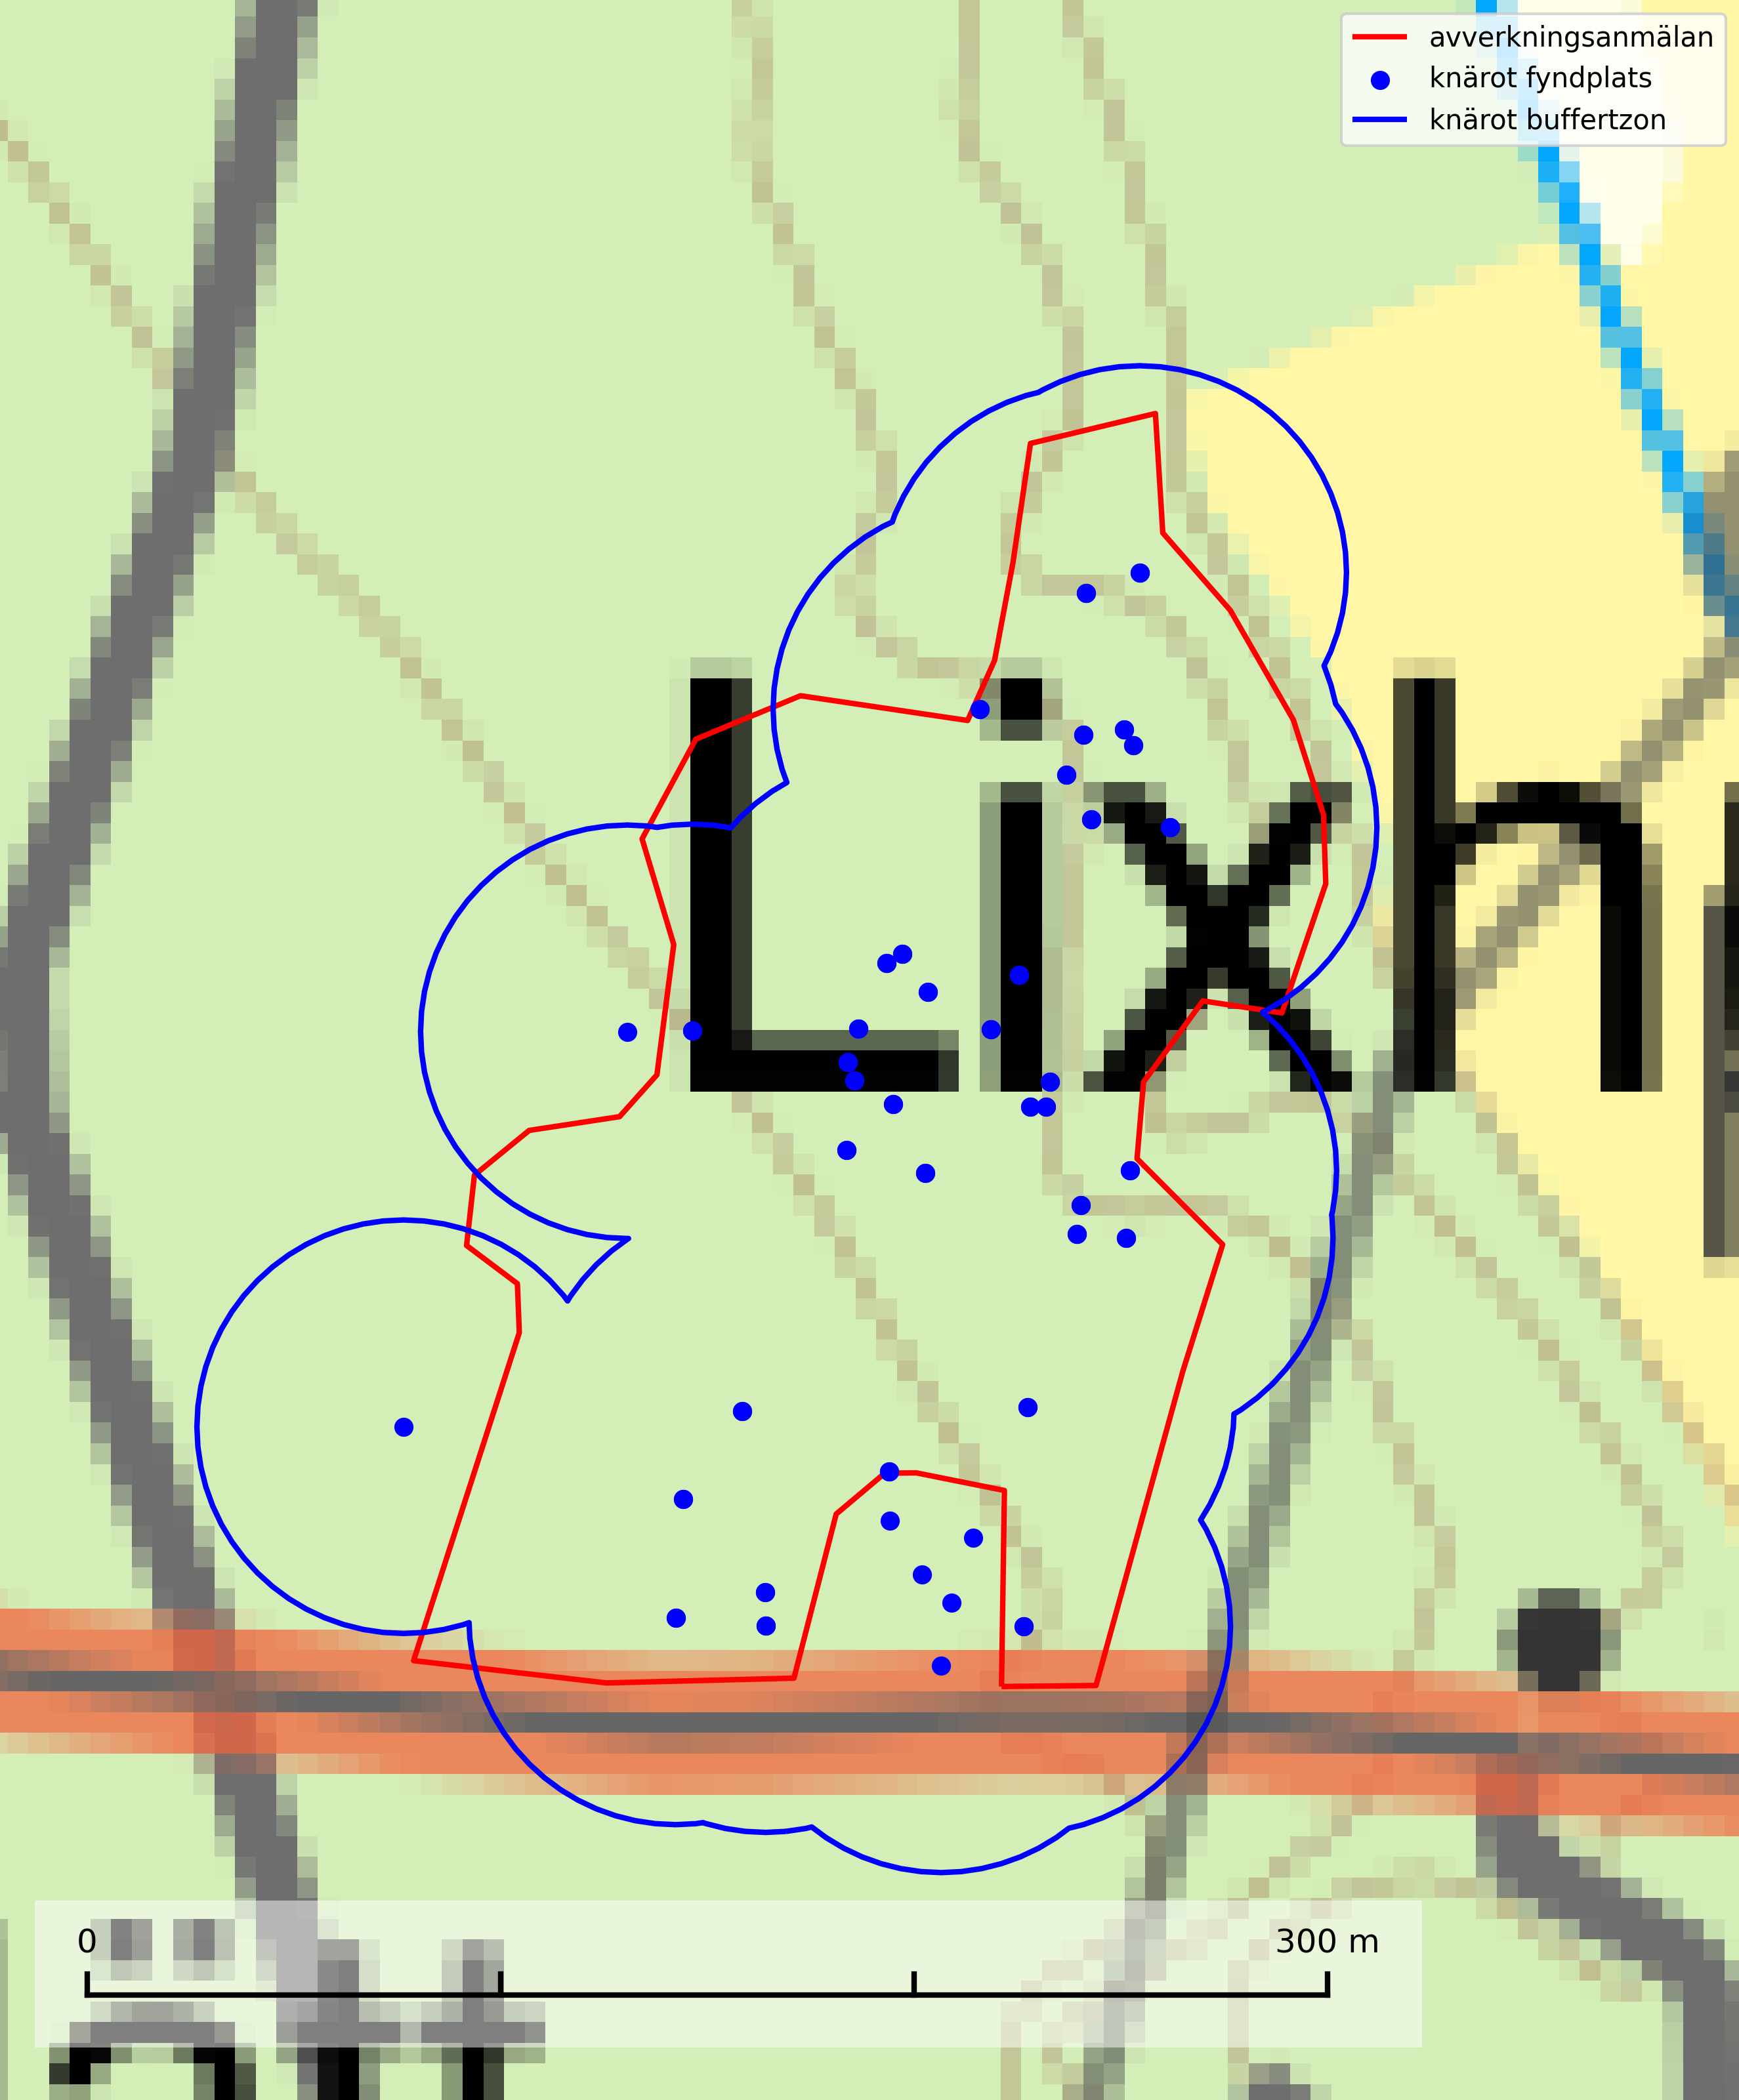 avverkningsanmälan
knärot fyndplats
knärot buffertzon
Lixh
0 300 m